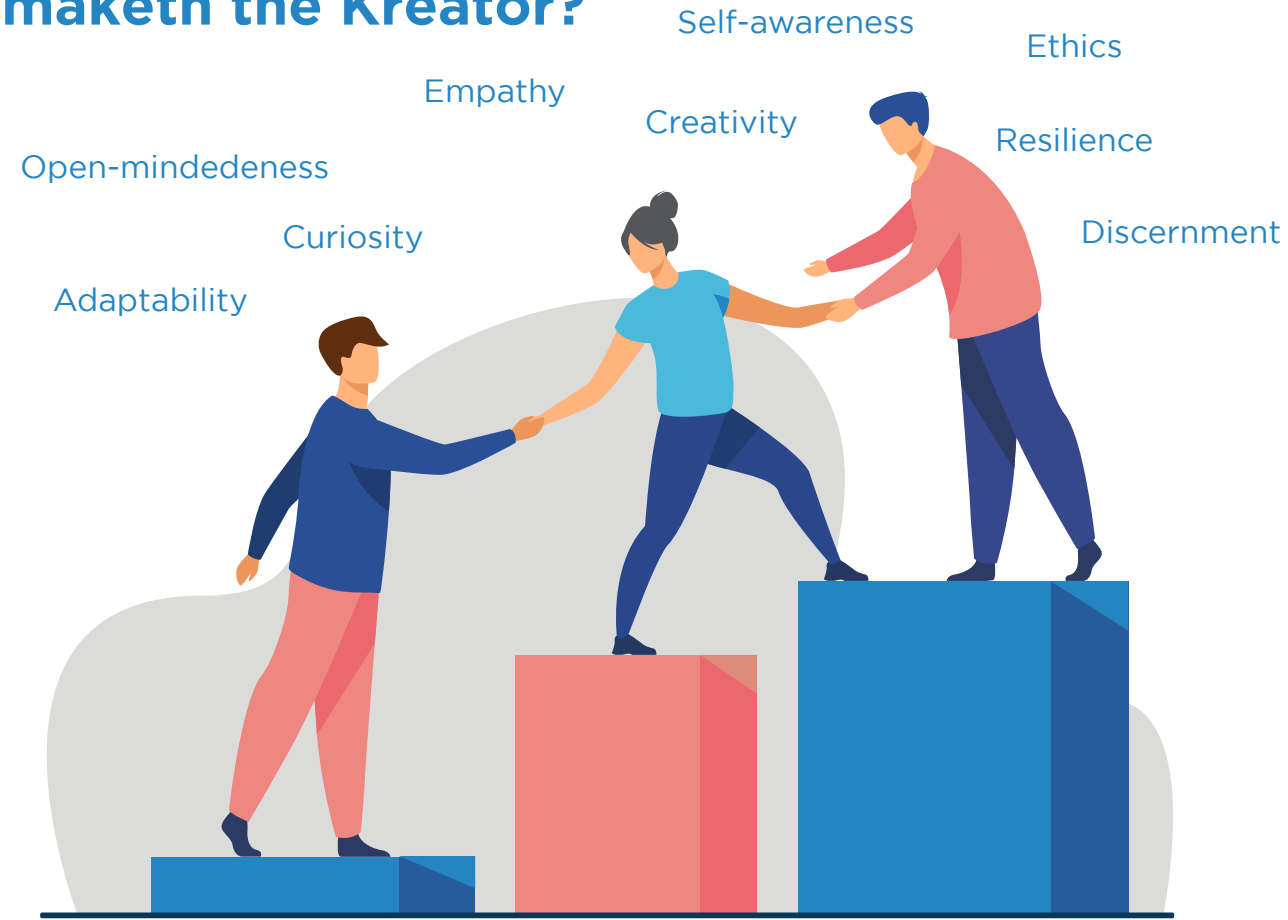 maketh the Kreator?
Self-awareness
Ethics
Empathy
Creativity
Resilience
Open-mindedeness
Curiosity
Discernment
Adaptability